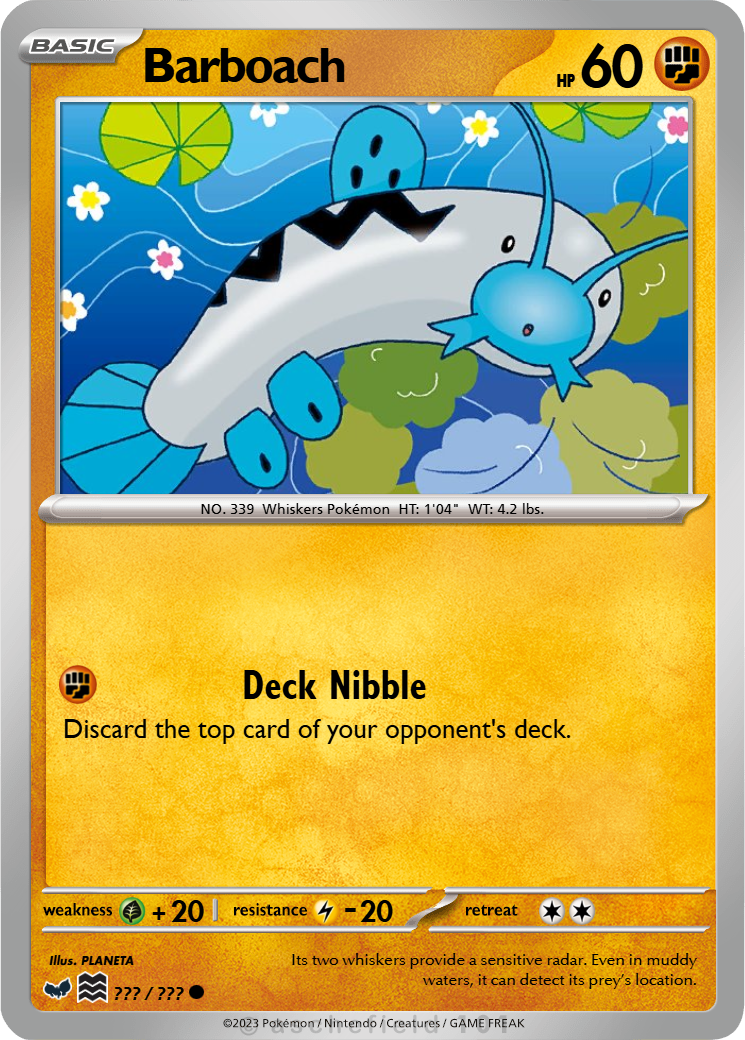 BASIC
Barboach
HP 60
NO. 339 Whiskers Pokémon HT: 1'04" WT: 4.2 lbs.
Deck Nibble
Discard the top card of your opponent's deck.
weakness +20 resistance -20 retreat
Illus. PLANETA
Its two whiskers provide a sensitive radar. Even in muddy
waters, it can detect its prey's location.
??? / ???
©2023 Pokémon / Nintendo / Creatures / GAME FREAK